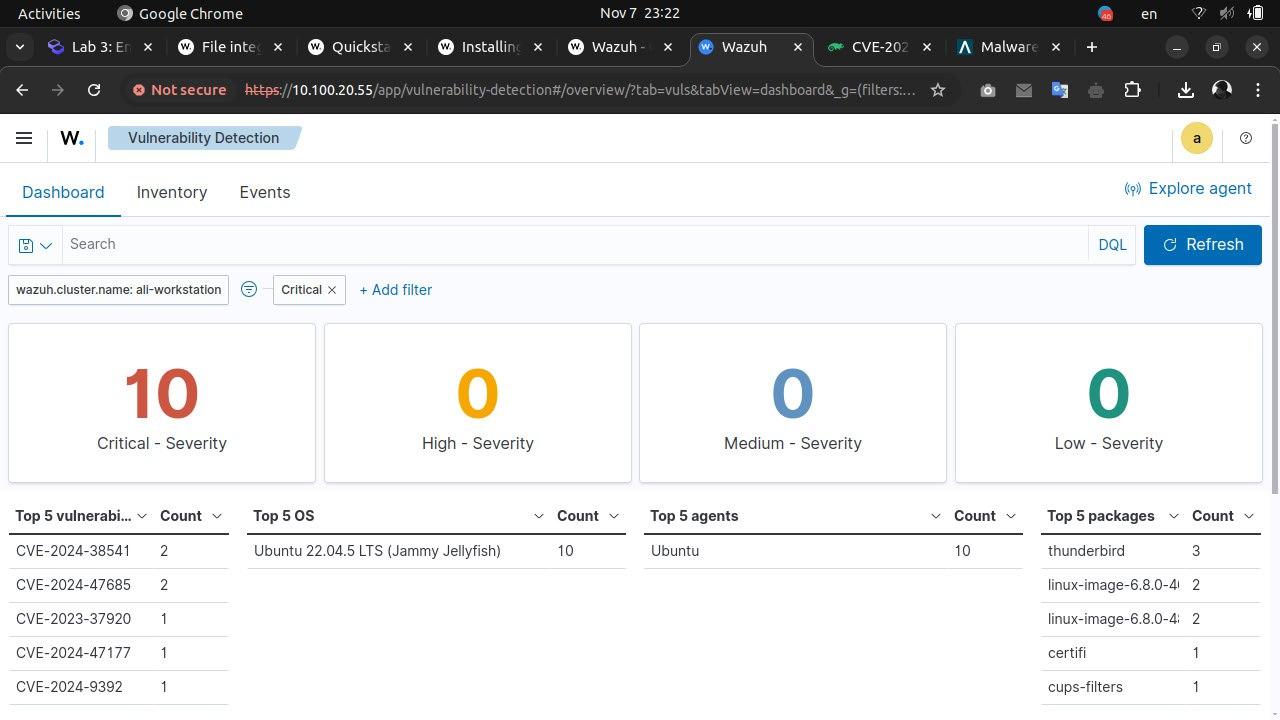 Activities Google Chrome Nov 7 23:22 en
Lab 3: En File integ Quicksta Installing Wazuh - Wazuh CVE-202 Malware
Not secure https://10.100.20.55/app/vulnerability-detection#/overview/?tab=vuls&tabView=dashboard&_g=(filters:...
W. Vulnerability Detection a
Dashboard Inventory Events Explore agent
Search DQL Refresh
wazuh.cluster.name: ali-workstation Critical + Add filter
10 0 0 0
Critical - Severity High - Severity Medium - Severity Low - Severity
Top 5 vulnerabi... Count Top 5 OS Count Top 5 agents Count Top 5 packages Count
CVE-2024-38541 2 Ubuntu 22.04.5 LTS (Jammy Jellyfish) 10 Ubuntu 10 thunderbird 3
CVE-2024-47685 2 linux-image-6.8.0-4 2
CVE-2023-37920 1 linux-image-6.8.0-4 2
CVE-2024-47177 1 certifi 1
CVE-2024-9392 1 cups-filters 1